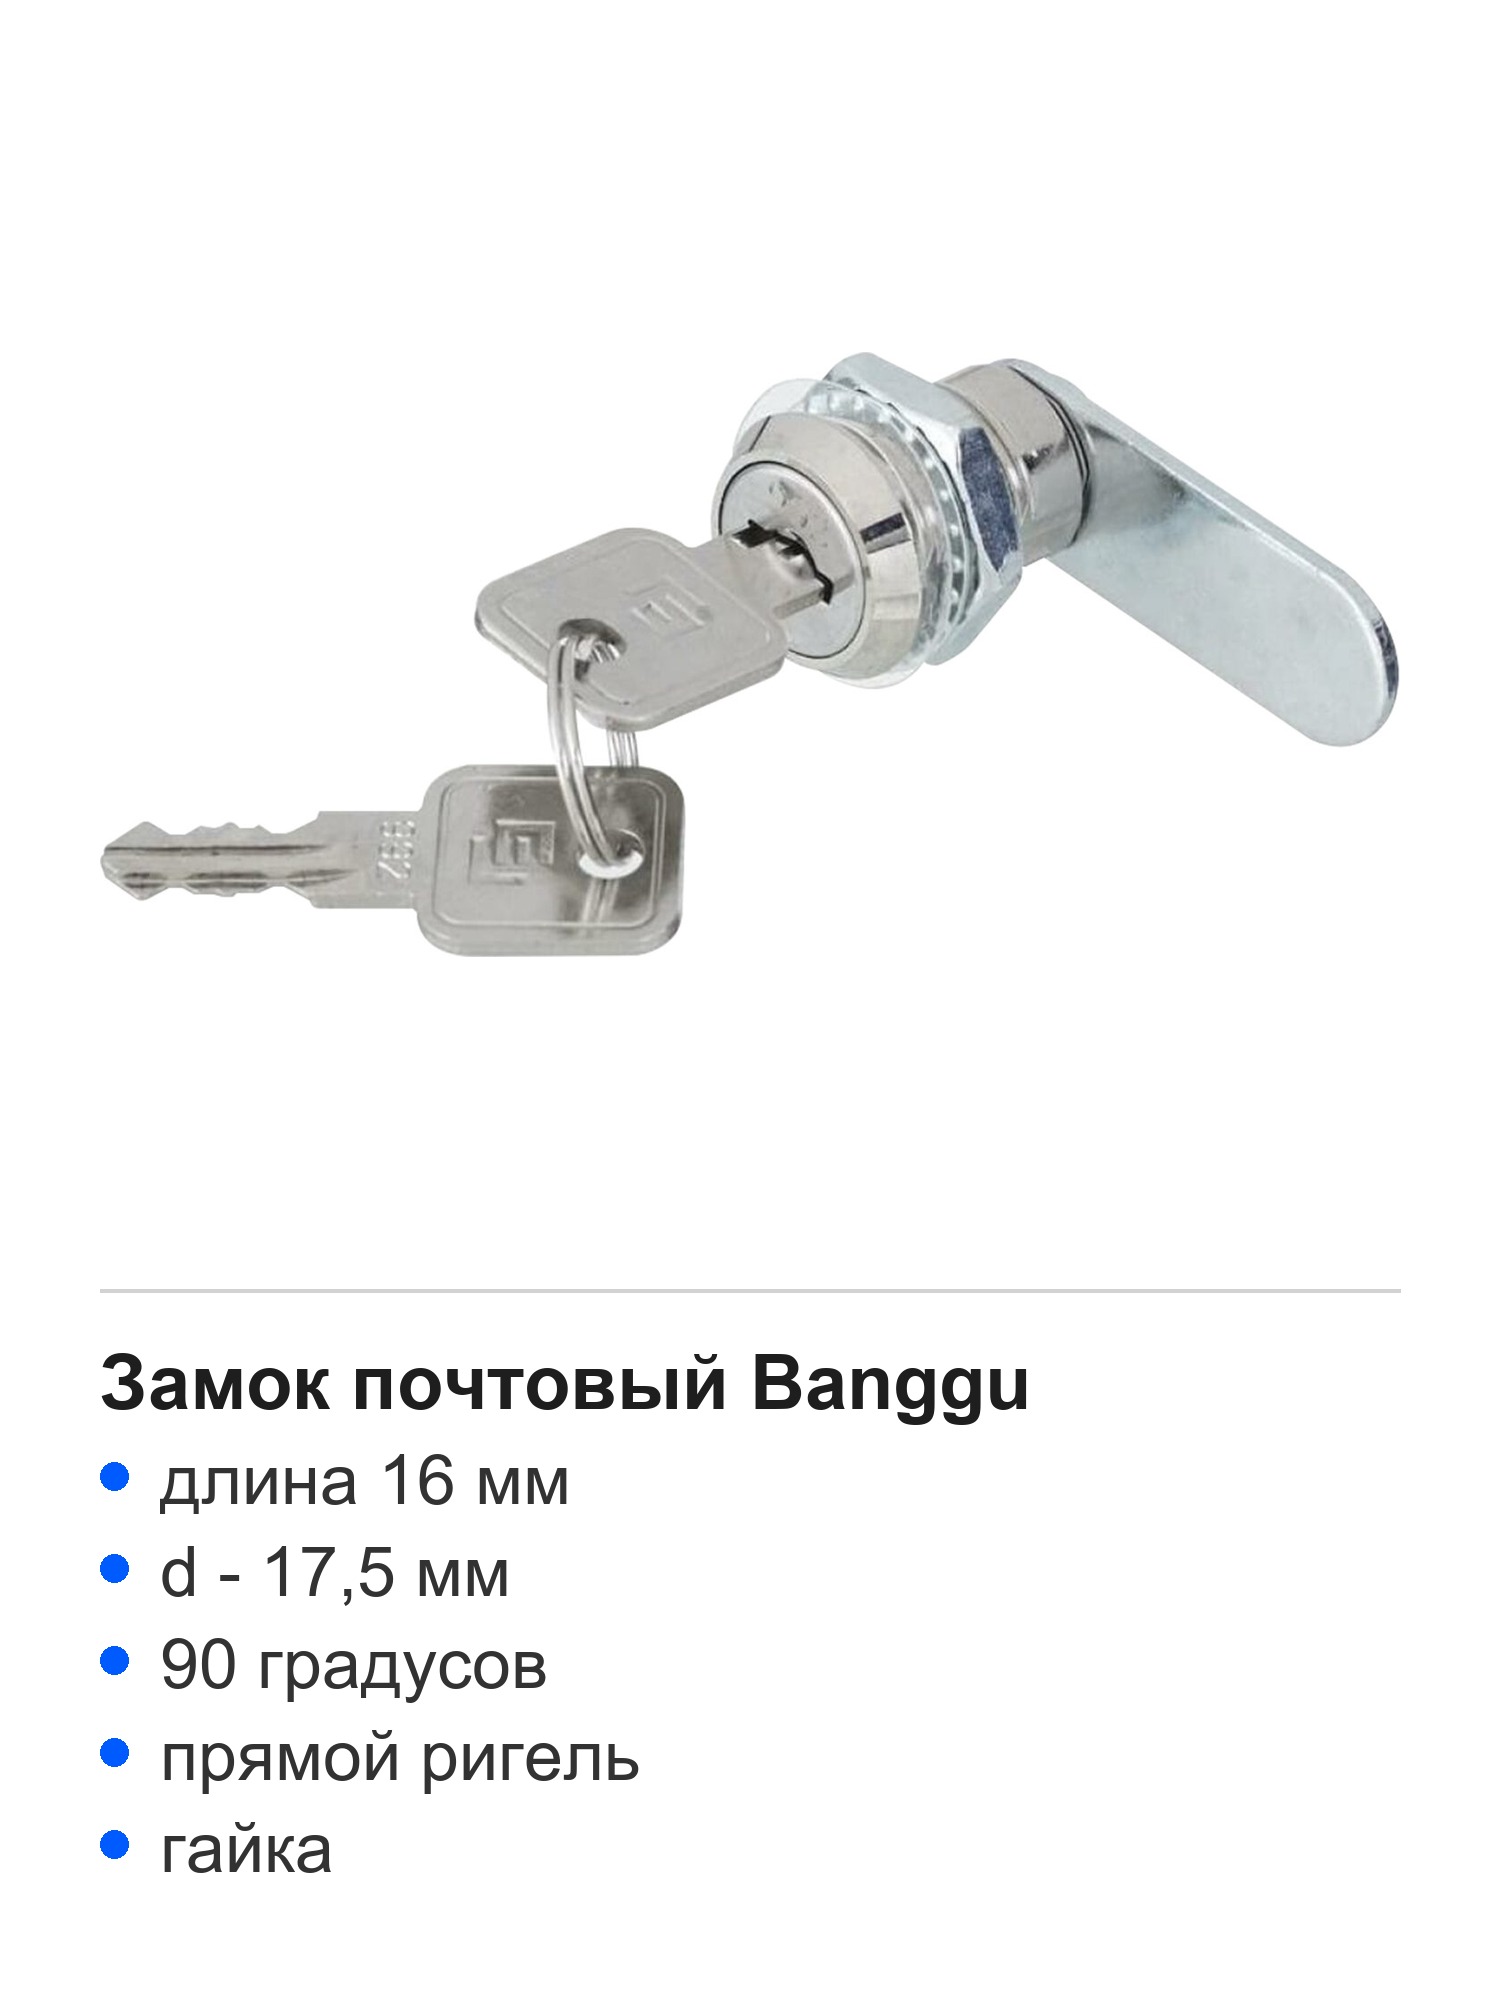 Замок почтовый Banggu
длина 16 мм
d - 17,5 мм
90 градусов
прямой ригель
гайка